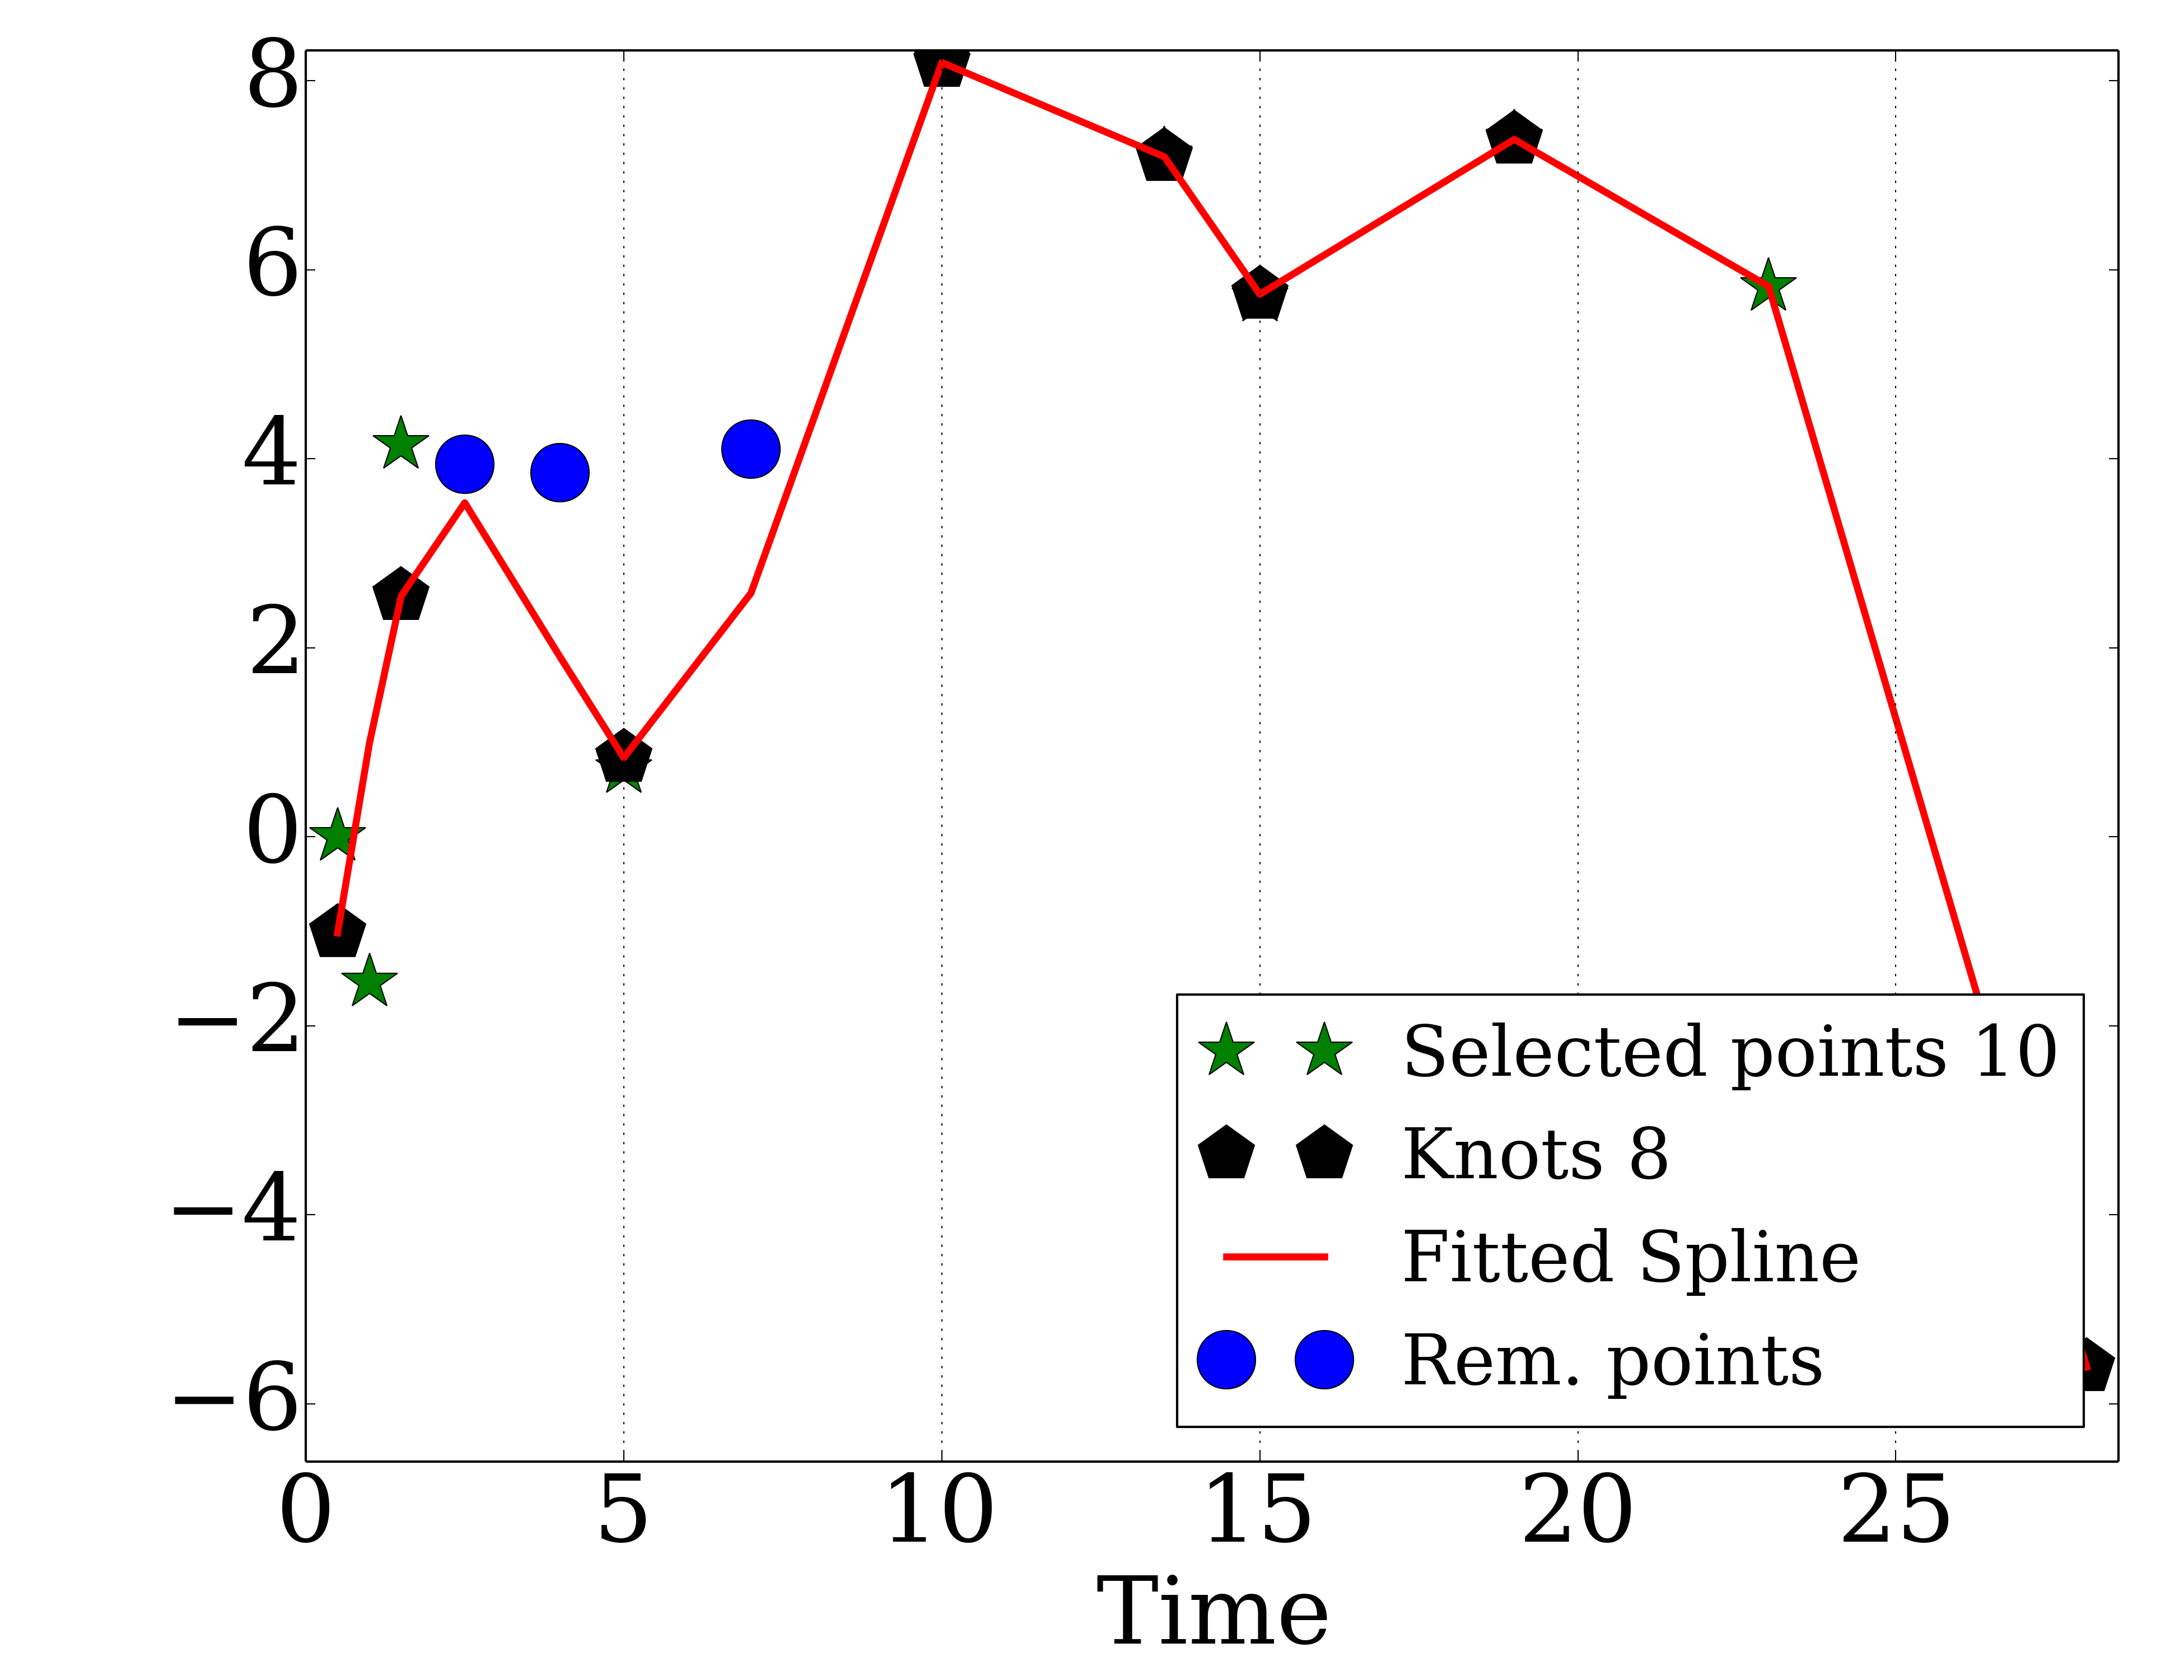 8
6
4
2
0
−2
−4
−6
0 5 10 15 20 25
Time
Selected points 10
Knots 8
Fitted Spline
Rem. points